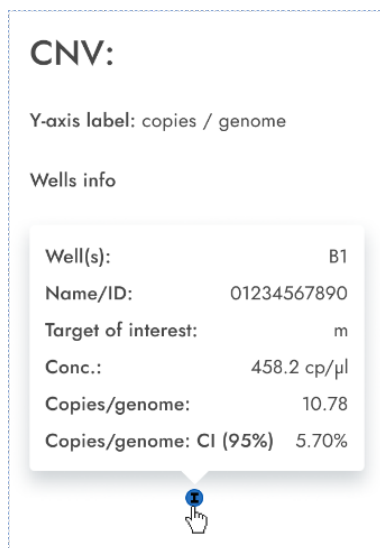 CNV:
Y-axis label: copies / genome
Wells info
Well(s): B1
Name/ID: 01234567890
Target of interest: m
Conc.: 458.2 cp/µl
Copies/genome: 10.78
Copies/genome: CI (95%) 5.70%